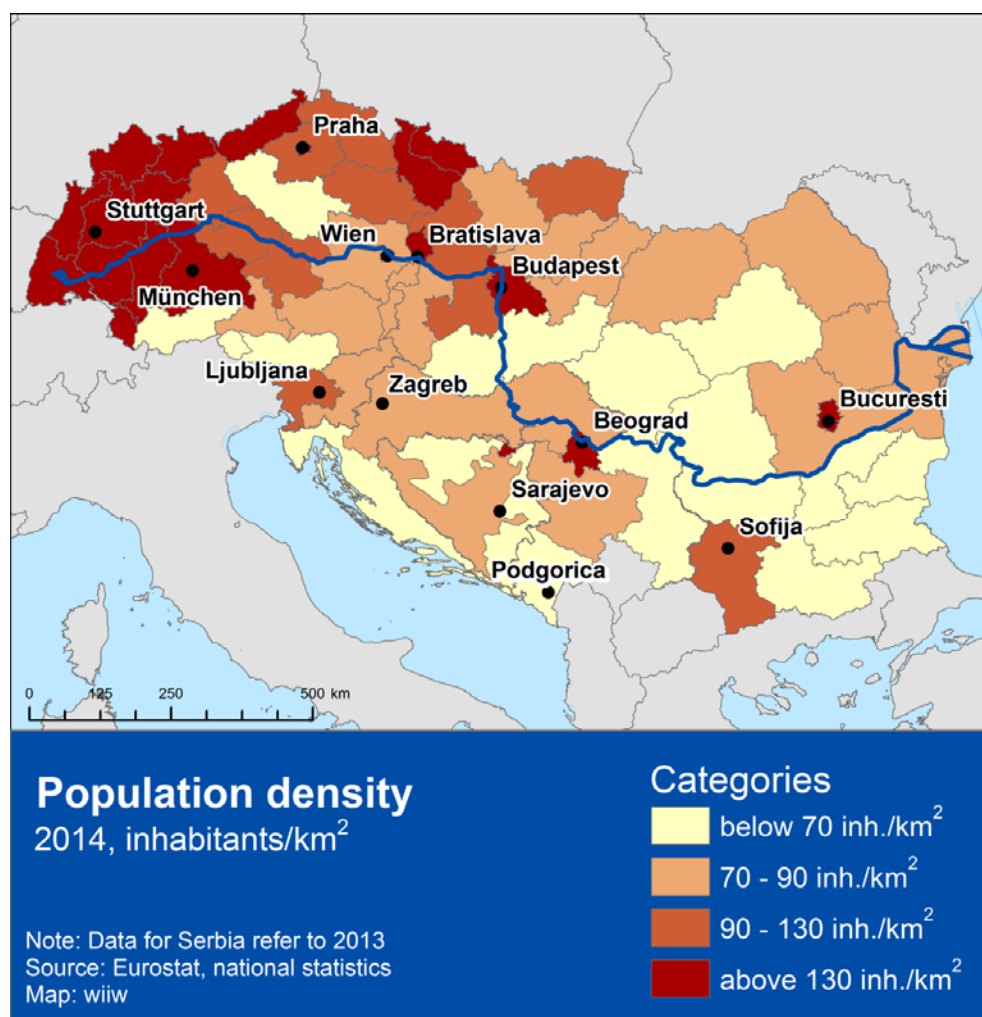 Praha
Stuttgart
Wien
Bratislava
Budapest
München
Ljubljana
Zagreb
Bucuresti
Beograd
Sarajevo
Sofija
Podgorica
0 125 250 500 km
Population density
2014, inhabitants/km²
Note: Data for Serbia refer to 2013
Source: Eurostat, national statistics
Map: wiiw
Categories
below 70 inh./km²
70 - 90 inh./km²
90 - 130 inh./km²
above 130 inh./km²